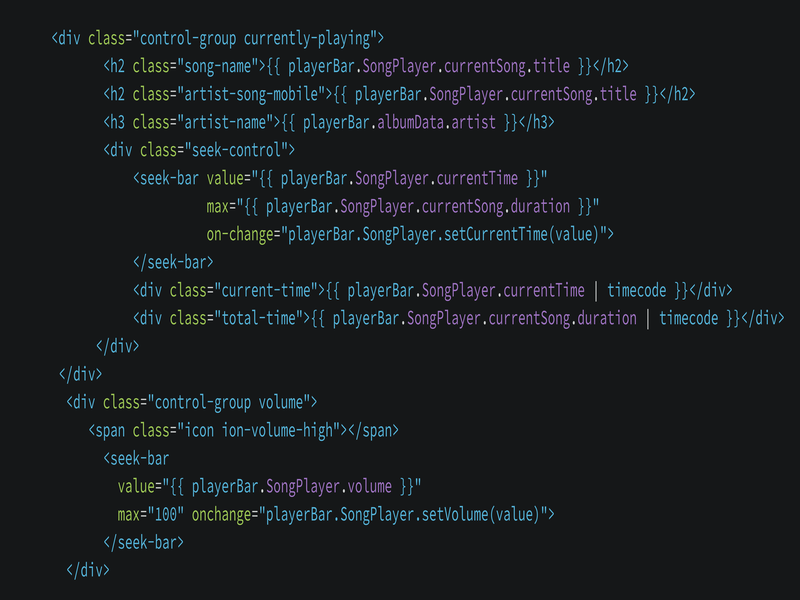 <div class="control-group currently-playing">
<h2 class="song-name">{{ playerBar.SongPlayer.currentSong.title }}</h2>
<h2 class="artist-song-mobile">{{ playerBar.SongPlayer.currentSong.title }}</h2>
<h3 class="artist-name">{{ playerBar.albumData.artist }}</h3>
<div class="seek-control">
<seek-bar value="{{ playerBar.SongPlayer.currentTime }}"
max="{{ playerBar.SongPlayer.currentSong.duration }}"
on-change="playerBar.SongPlayer.setCurrentTime(value)">
</seek-bar>
<div class="current-time">{{ playerBar.SongPlayer.currentTime | timecode }}</div>
<div class="total-time">{{ playerBar.SongPlayer.currentSong.duration | timecode }}</div>
</div>
</div>
<div class="control-group volume">
<span class="icon ion-volume-high"></span>
<seek-bar
value="{{ playerBar.SongPlayer.volume }}"
max="100" onchange="playerBar.SongPlayer.setVolume(value)">
</seek-bar>
</div>